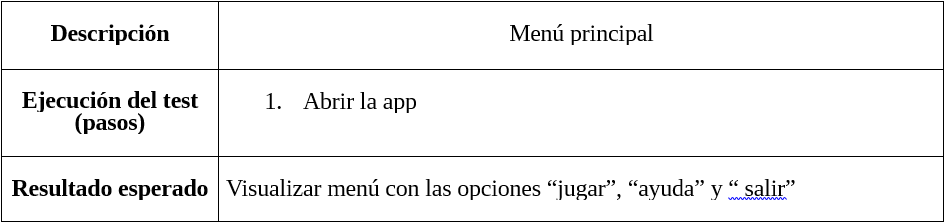 Descripción
Menú principal
Ejecución del test
(pasos)
1. Abrir la app
Resultado esperado
Visualizar menú con las opciones “jugar”, “ayuda” y “ salir”